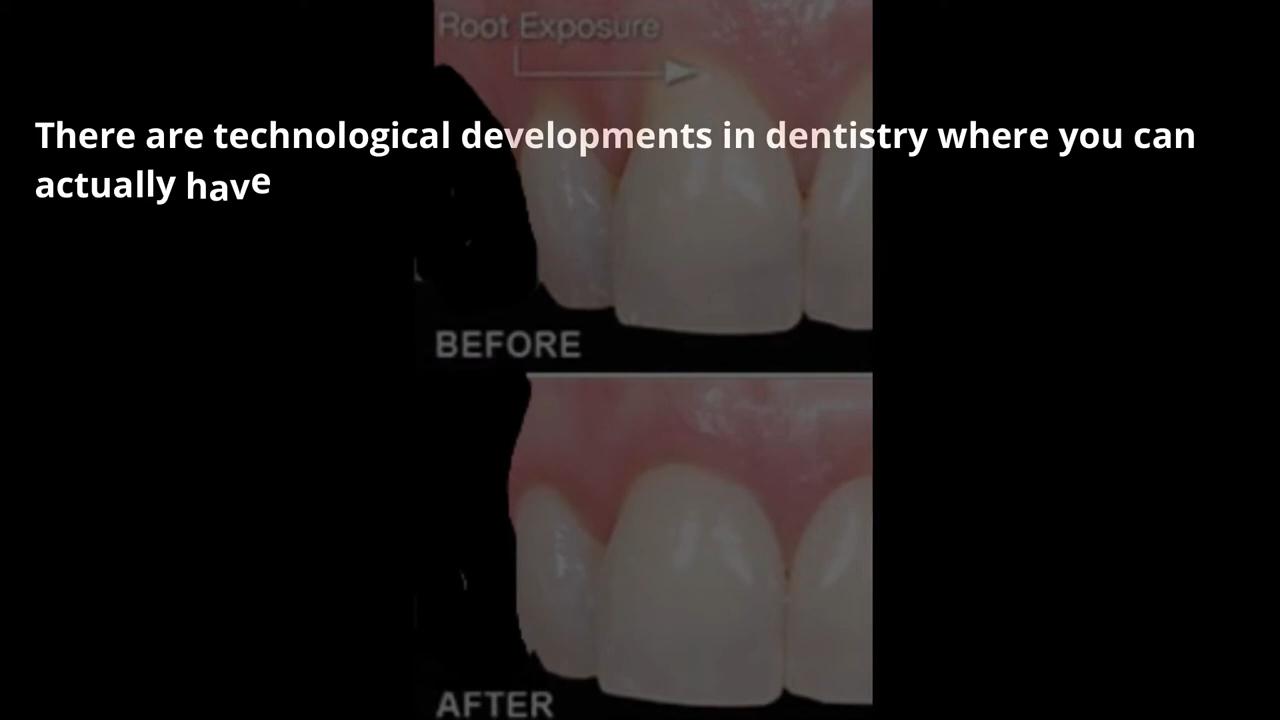 Root Exposure
There are technological developments in dentistry where you can
actually have
BEFORE
AFTER